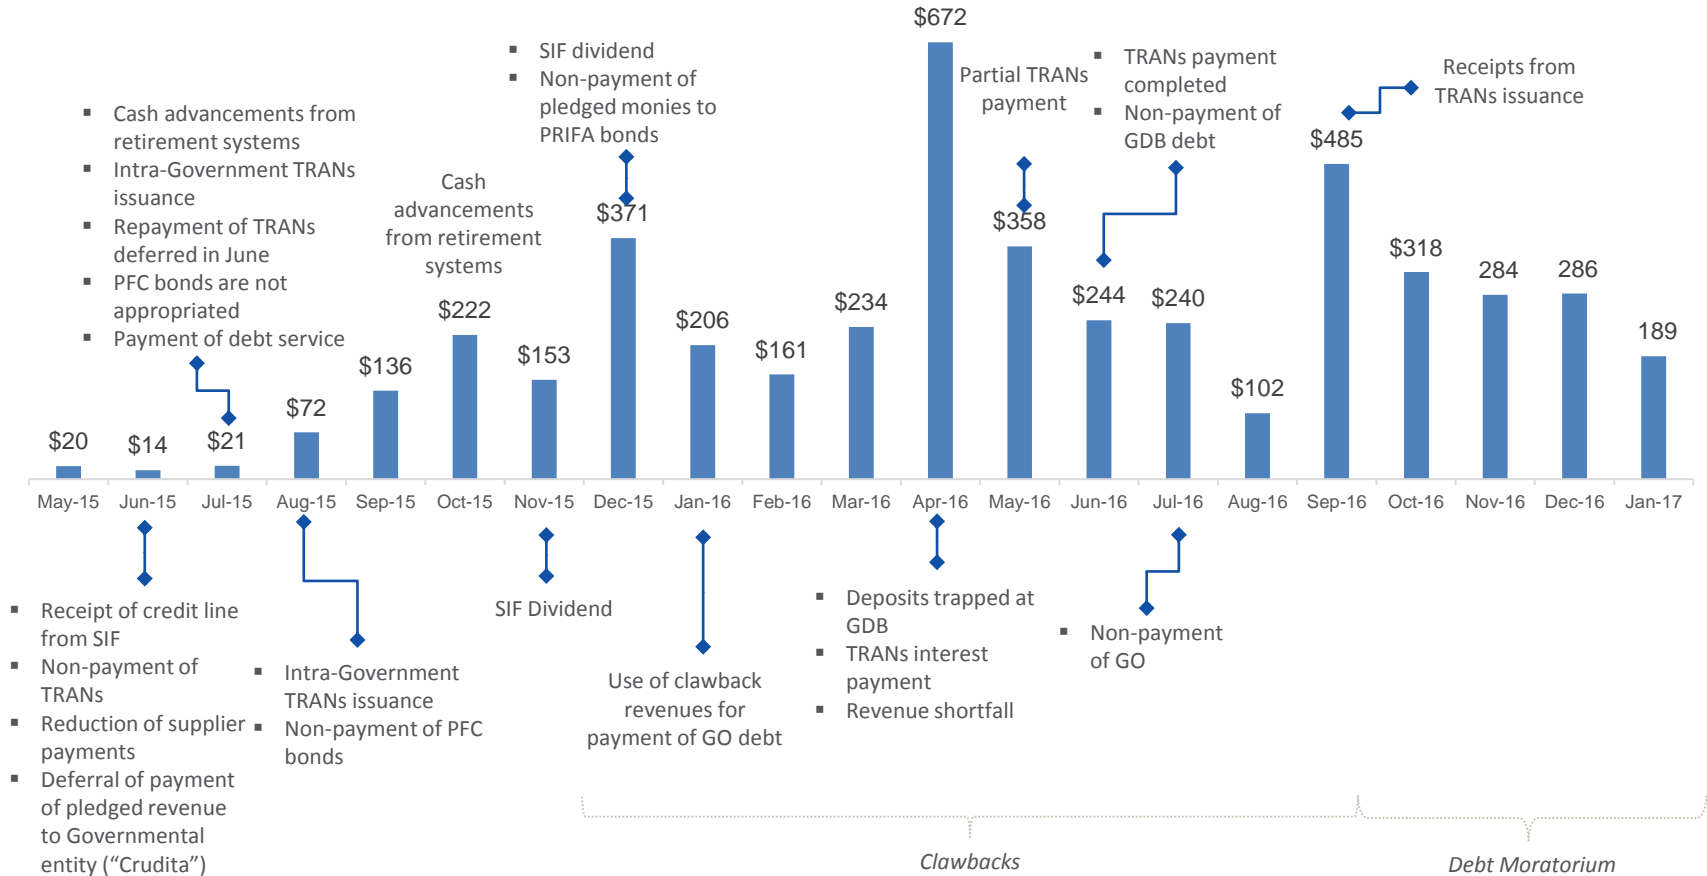 $672
▪ SIF dividend
▪ Non-payment of
pledged monies to
PRIFA bonds
Partial TRANs
payment
▪ TRANs payment
completed
▪ Non-payment of
GDB debt
Receipts from
TRANs issuance
▪ Cash advancements from
retirement systems
▪ Intra-Government TRANs
issuance
▪ Repayment of TRANs
deferred in June
▪ PFC bonds are not
appropriated
▪ Payment of debt service
Cash
advancements
from retirement
systems
$20
$14
$21
$72
$136
$222
$153
$371
$206
$161
$234
$358
$244
$240
$102
$485
$318
284
286
189
May-15 Jun-15 Jul-15 Aug-15 Sep-15 Oct-15 Nov-15 Dec-15 Jan-16 Feb-16 Mar-16 Apr-16 May-16 Jun-16 Jul-16 Aug-16 Sep-16 Oct-16 Nov-16 Dec-16 Jan-17
▪ Receipt of credit line
from SIF
▪ Non-payment of
TRANs
▪ Reduction of supplier
payments
▪ Deferral of payment
of pledged revenue
to Governmental
entity (“Crudita”)
▪ Intra-Government
TRANs issuance
▪ Non-payment of PFC
bonds
SIF Dividend
Use of clawback
revenues for
payment of GO debt
▪ Deposits trapped at
GDB
▪ TRANs interest
payment
▪ Revenue shortfall
▪ Non-payment
of GO
Clawbacks
Debt Moratorium